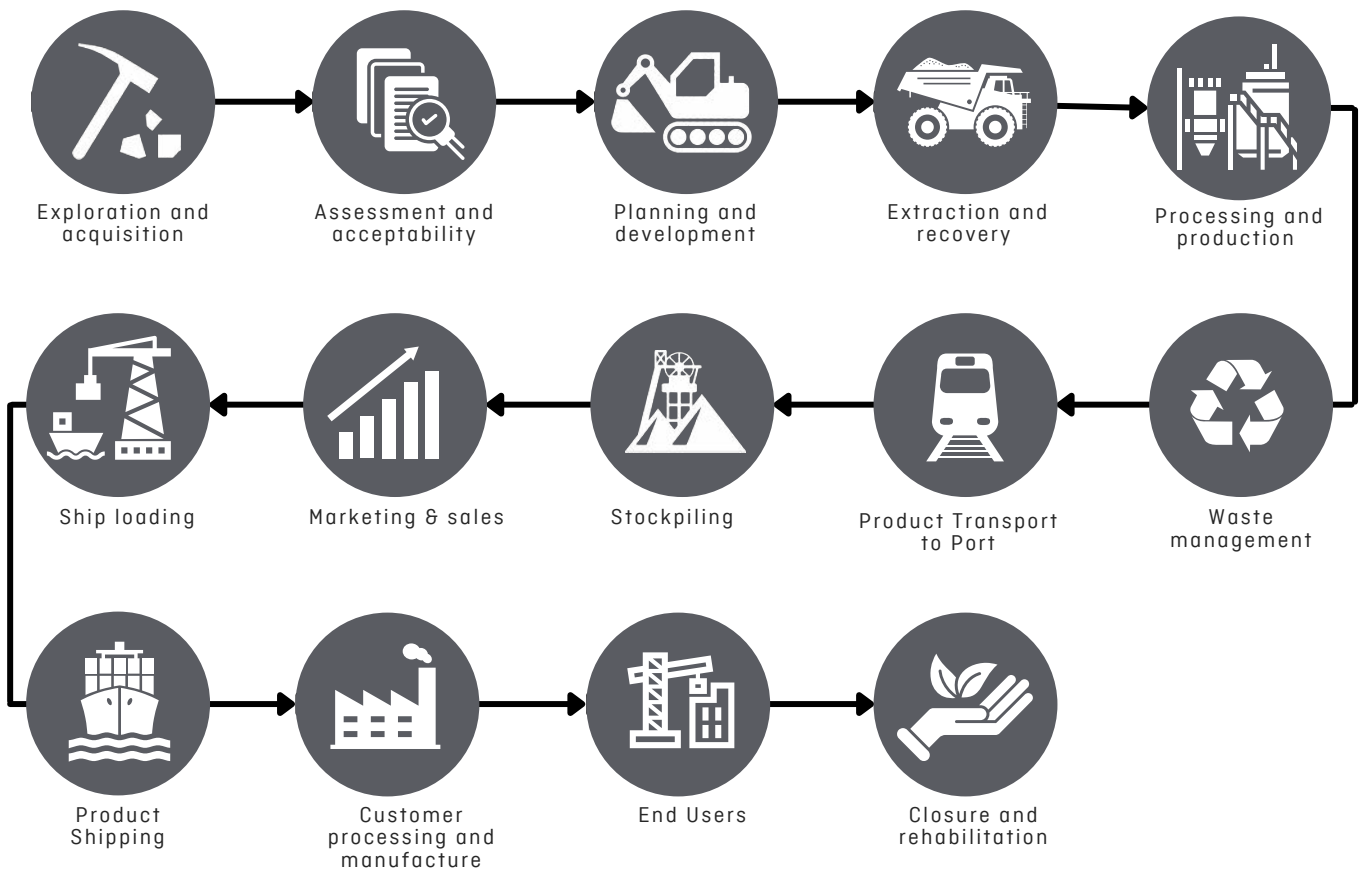 Exploration and
acquisition
Assessment and
acceptability
Planning and
development
Extraction and
recovery
Processing and
production
Ship loading
Marketing & sales
Stockpiling
Product Transport
to Port
Waste
management
Product
Shipping
Customer
processing and
manufacture
End Users
Closure and
rehabilitation